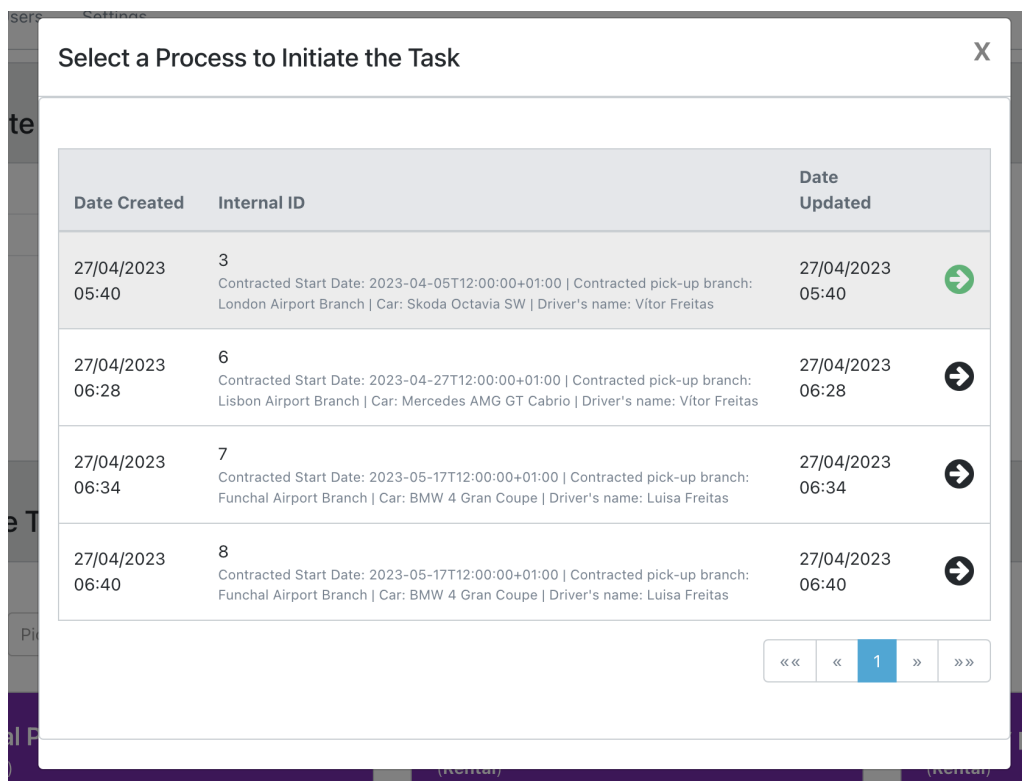 Settings
Select a Process to Initiate the Task
X
Date Created
Internal ID
Date
Updated
27/04/2023
05:40
3
Contracted Start Date: 2023-04-05T12:00:00+01:00 | Contracted pick-up branch:
London Airport Branch | Car: Skoda Octavia SW | Driver's name: Vítor Freitas
27/04/2023
05:40
27/04/2023
06:28
6
Contracted Start Date: 2023-04-27T12:00:00+01:00 | Contracted pick-up branch:
Lisbon Airport Branch | Car: Mercedes AMG GT Cabrio | Driver's name: Vítor Freitas
27/04/2023
06:28
27/04/2023
06:34
7
Contracted Start Date: 2023-05-17T12:00:00+01:00 | Contracted pick-up branch:
Funchal Airport Branch | Car: BMW 4 Gran Coupe | Driver's name: Luisa Freitas
27/04/2023
06:34
27/04/2023
06:40
8
Contracted Start Date: 2023-05-17T12:00:00+01:00 | Contracted pick-up branch:
Funchal Airport Branch | Car: BMW 4 Gran Coupe | Driver's name: Luisa Freitas
27/04/2023
06:40
«« « 1 » »»
(Rental) (Rental)